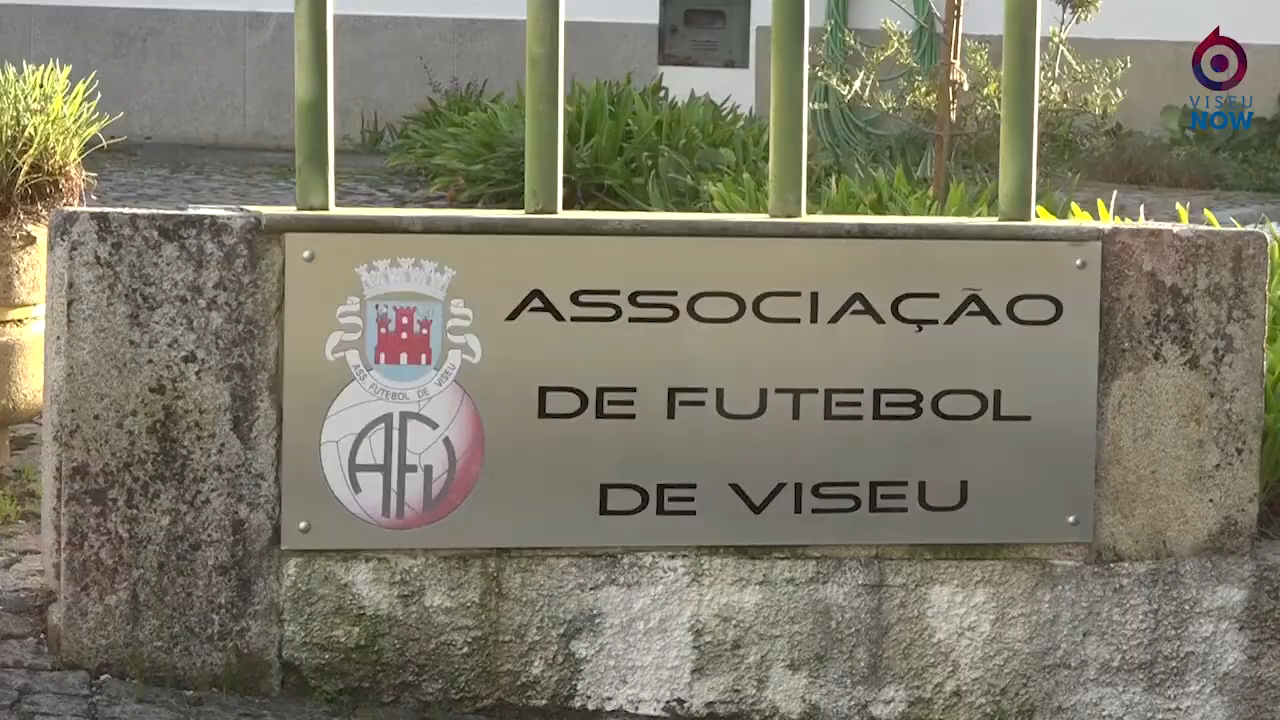 VISEU
NOW
ASSOCIAÇÃO
DE FUTEBOL
DE VISEU
ASS. FUTEBOL DE VISEU
AFV